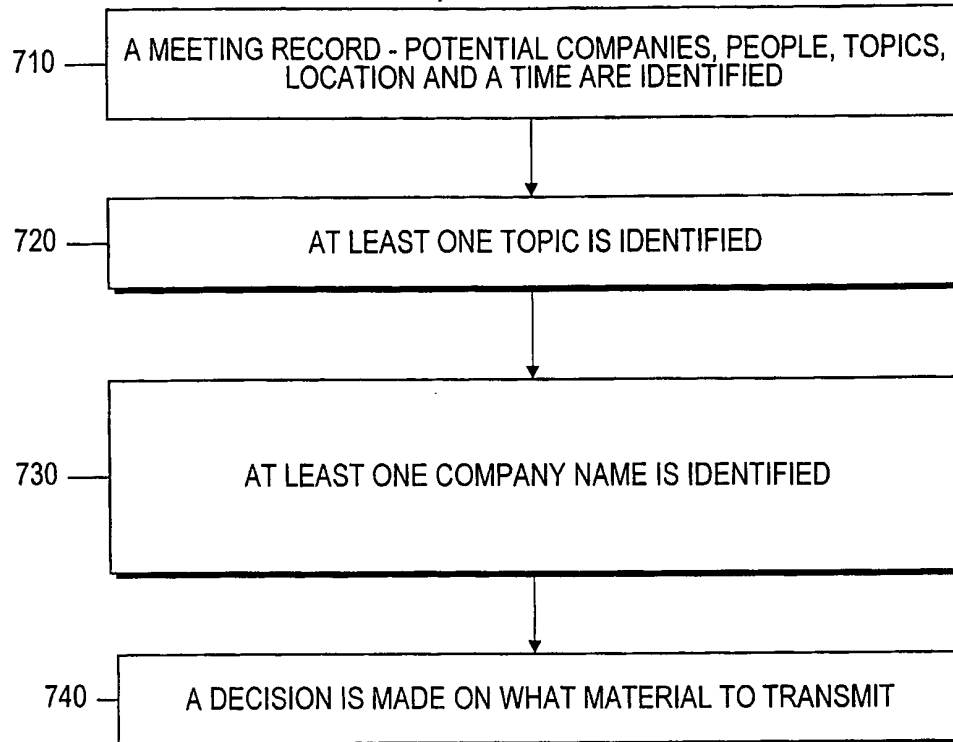 710
A MEETING RECORD - POTENTIAL COMPANIES, PEOPLE, TOPICS,
LOCATION AND A TIME ARE IDENTIFIED
720
AT LEAST ONE TOPIC IS IDENTIFIED
730
AT LEAST ONE COMPANY NAME IS IDENTIFIED
740
A DECISION IS MADE ON WHAT MATERIAL TO TRANSMIT